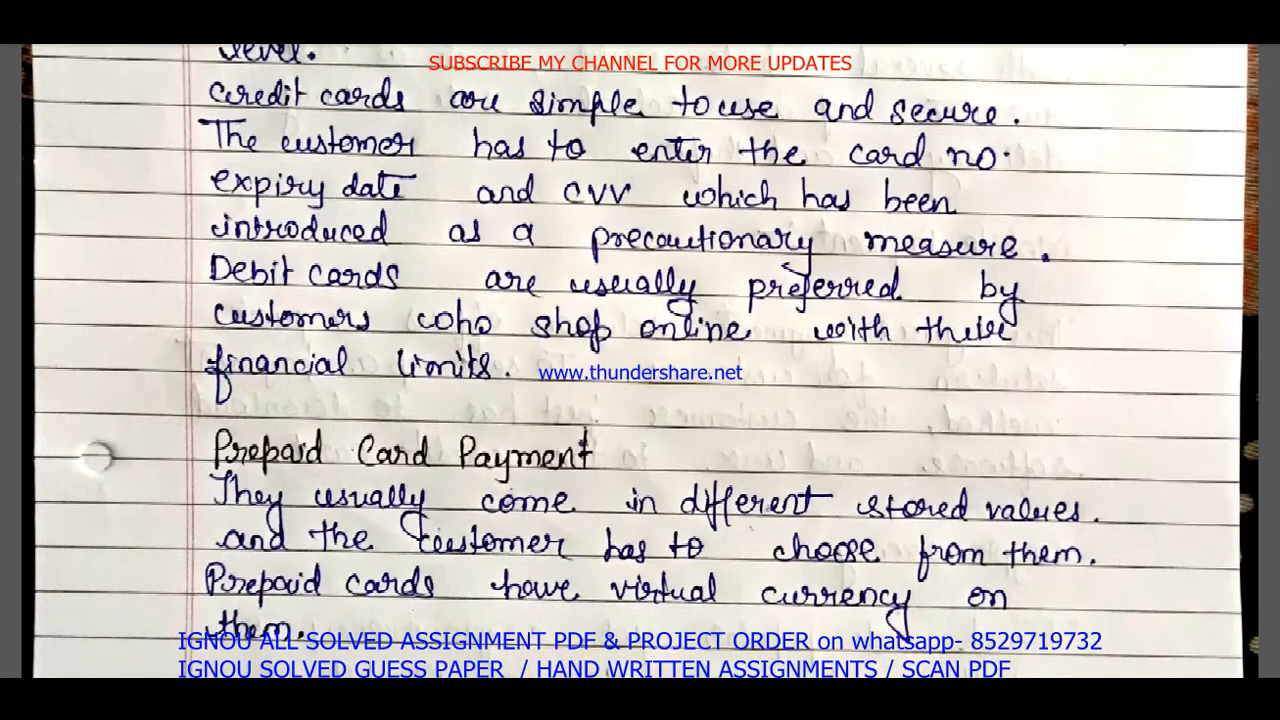 level.
SUBSCRIBE MY CHANNEL FOR MORE UPDATES
Credit cards are simple to use and secure.
The customer has to enter the card no.
expiry date and CVV which has been
introduced as a precautionary measure.
Debit cards are usually preferred by
customers who shop online with their
financial limits. www.thundershare.net
Prepaid Card Payment
They usually come in different stored values.
and the customer has to choose from them.
Prepaid cards have virtual currency on
them.
IGNOU ALL SOLVED ASSIGNMENT PDF & PROJECT ORDER on whatsapp- 8529719732
IGNOU SOLVED GUESS PAPER / HAND WRITTEN ASSIGNMENTS / SCAN PDF